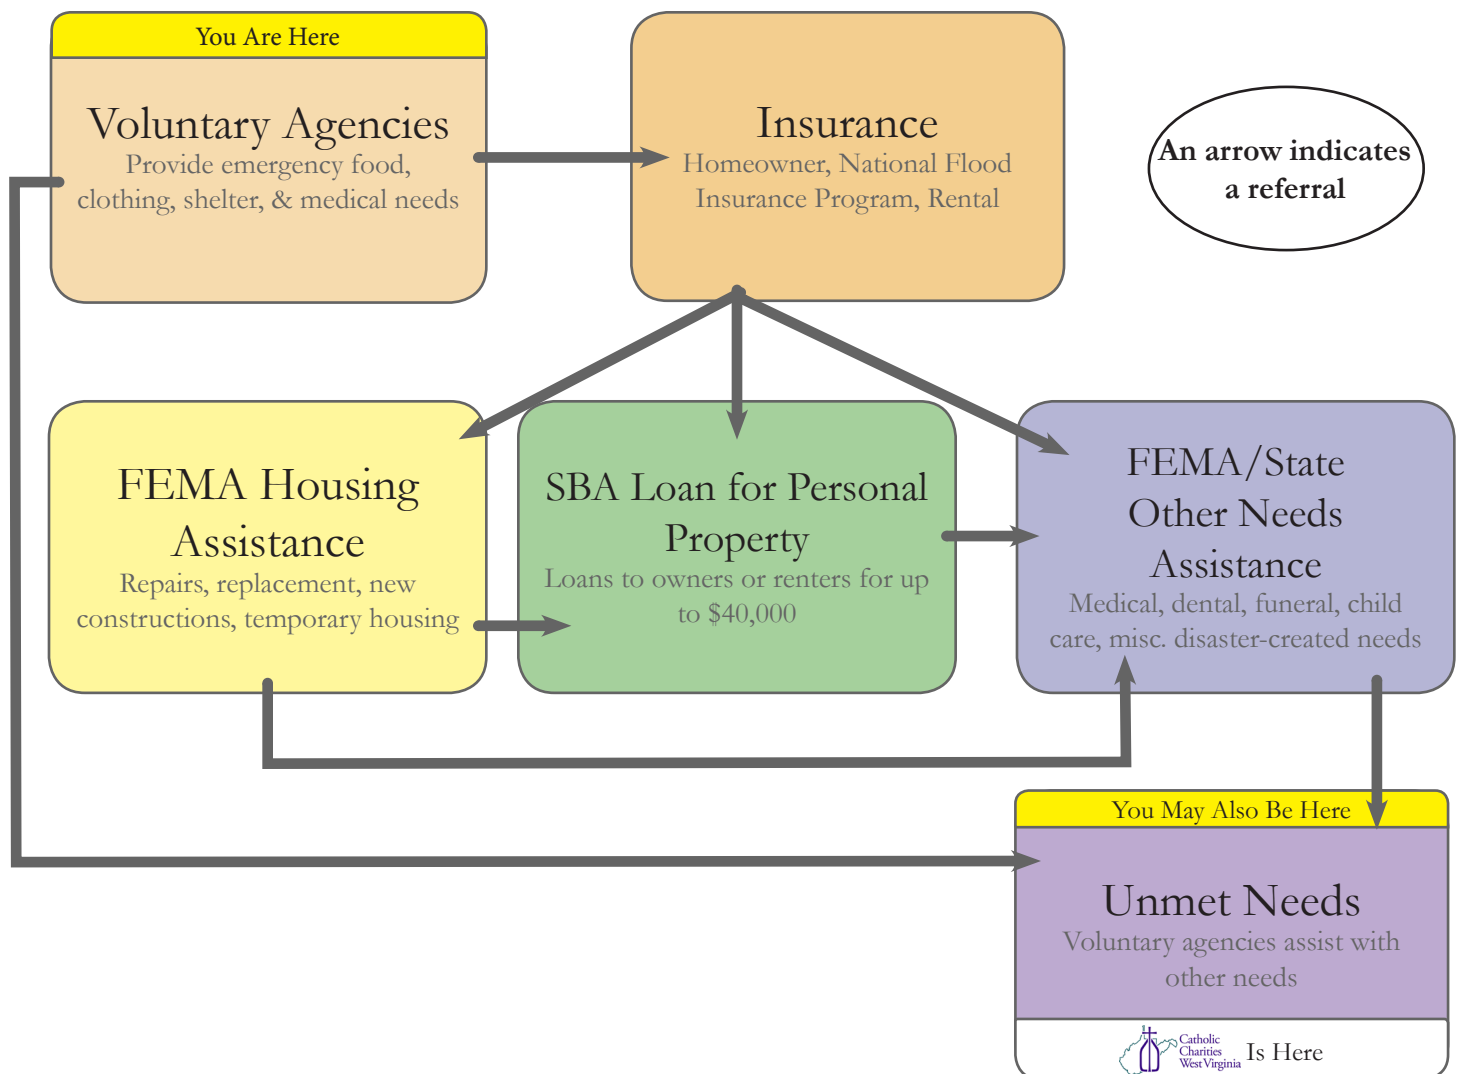 You Are Here
Voluntary Agencies
Provide emergency food,
clothing, shelter, & medical needs
Insurance
Homeowner, National Flood
Insurance Program, Rental
An arrow indicates
a referral
FEMA Housing
Assistance
Repairs, replacement, new
constructions, temporary housing
SBA Loan for Personal
Property
Loans to owners or renters for up
to $40,000
FEMA/State
Other Needs
Assistance
Medical, dental, funeral, child
care, misc. disaster-created needs
You May Also Be Here
Unmet Needs
Voluntary agencies assist with
other needs
Catholic
Charities
West Virginia
Is Here